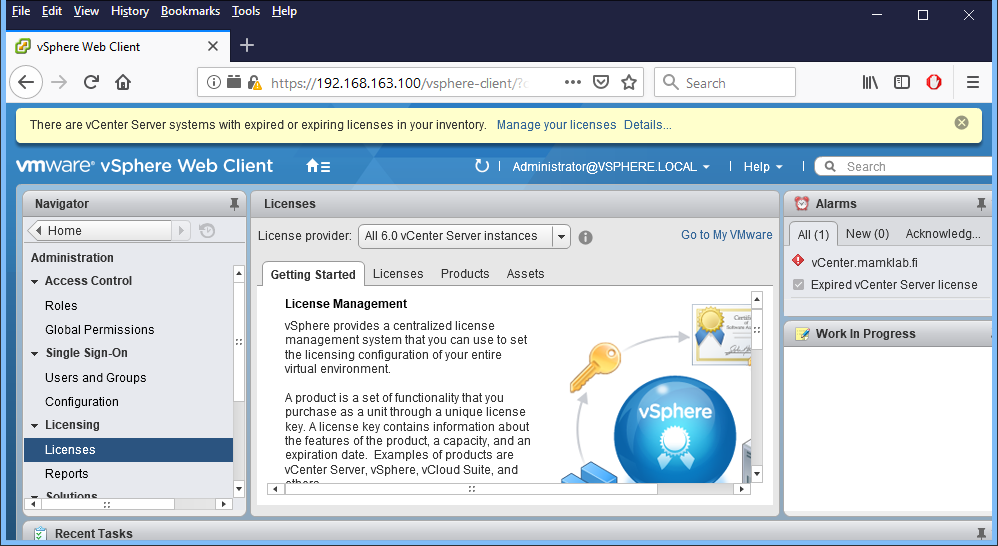 File Edit View History Bookmarks Tools Help
vSphere Web Client
https://192.168.163.100/vsphere-client/?
Search
There are vCenter Server systems with expired or expiring licenses in your inventory. Manage your licenses Details...
vmware® vSphere Web Client
Administrator@VSPHERE.LOCAL
Help
Search
Navigator
Home
Administration
Access Control
Roles
Global Permissions
Single Sign-On
Users and Groups
Configuration
Licensing
Licenses
Reports
Solutions
Licenses
License provider: All 6.0 vCenter Server instances
Go to My VMware
Getting Started Licenses Products Assets
License Management
vSphere provides a centralized license
management system that you can use to set
the licensing configuration of your entire
virtual environment.
A product is a set of functionality that you
purchase as a unit through a unique license
key. A license key contains information about
the features of the product, a capacity, and an
expiration date. Examples of products are
vCenter Server, vSphere, vCloud Suite, and
others
vSphere
Alarms
All (1) New (0) Acknowledg...
vCenter.mamklab.fi
Expired vCenter Server license
Work In Progress
Recent Tasks